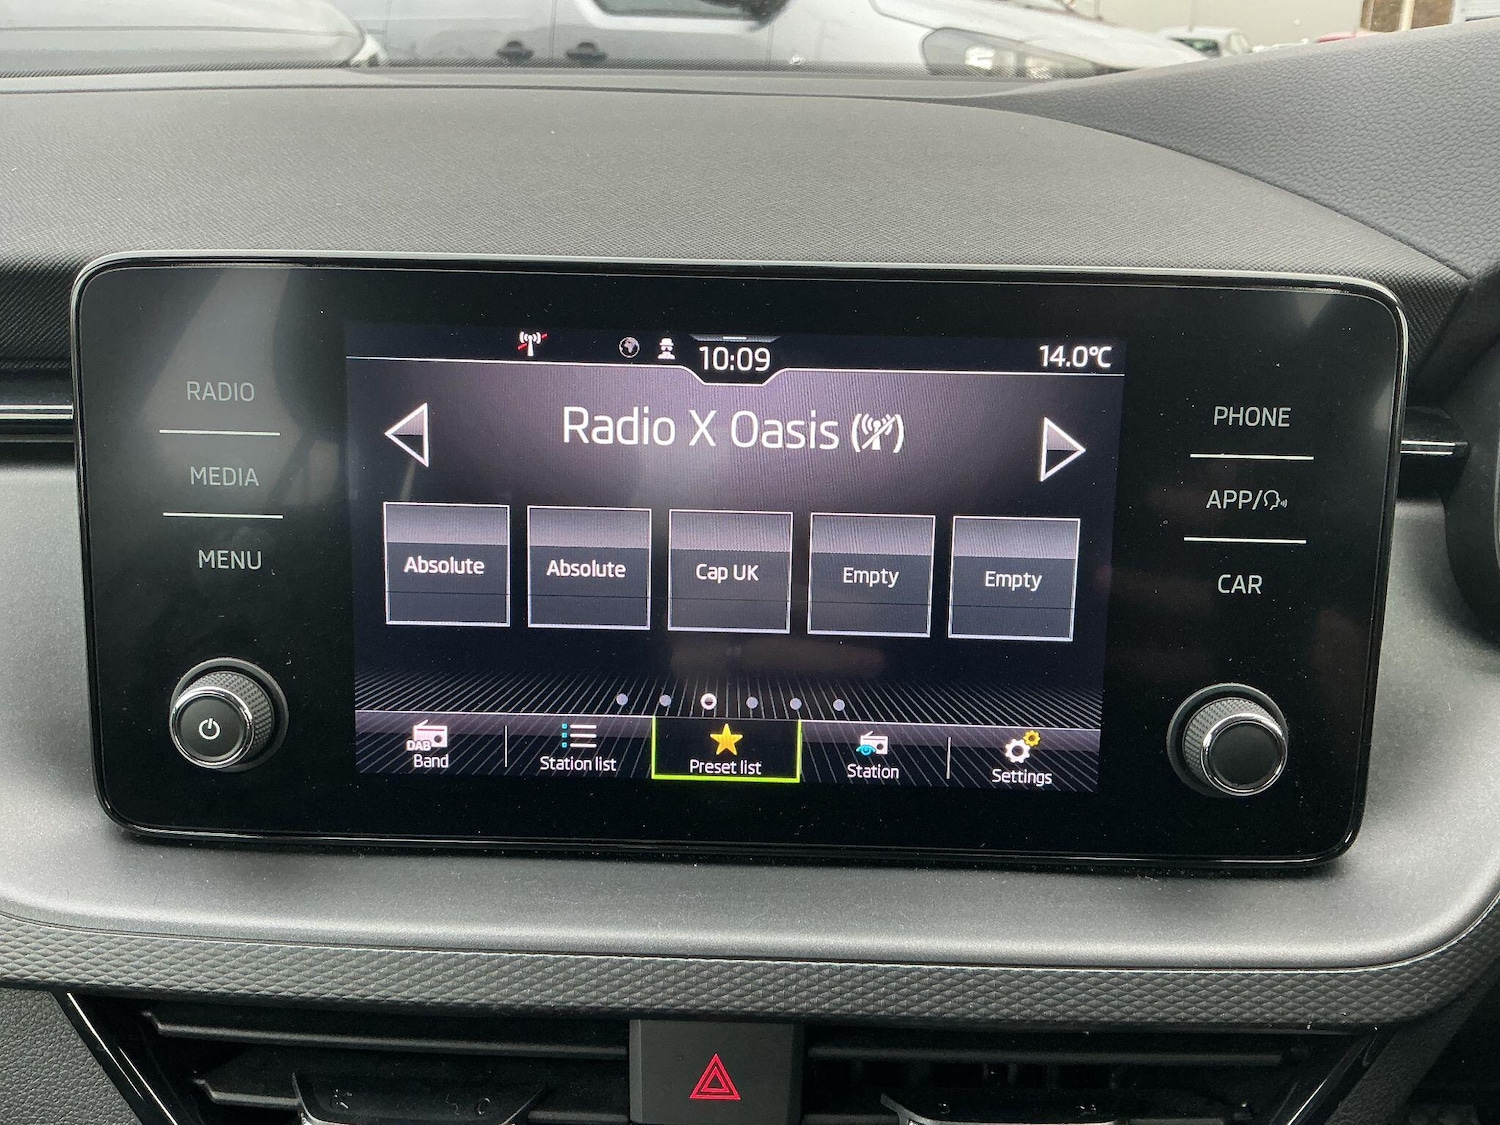 10:09
14.0°C
RADIO
MEDIA
MENU
Radio X Oasis
PHONE
APP/
CAR
Absolute
Absolute
Cap UK
Empty
Empty
DAB
Band
Station list
Preset list
Station
Settings